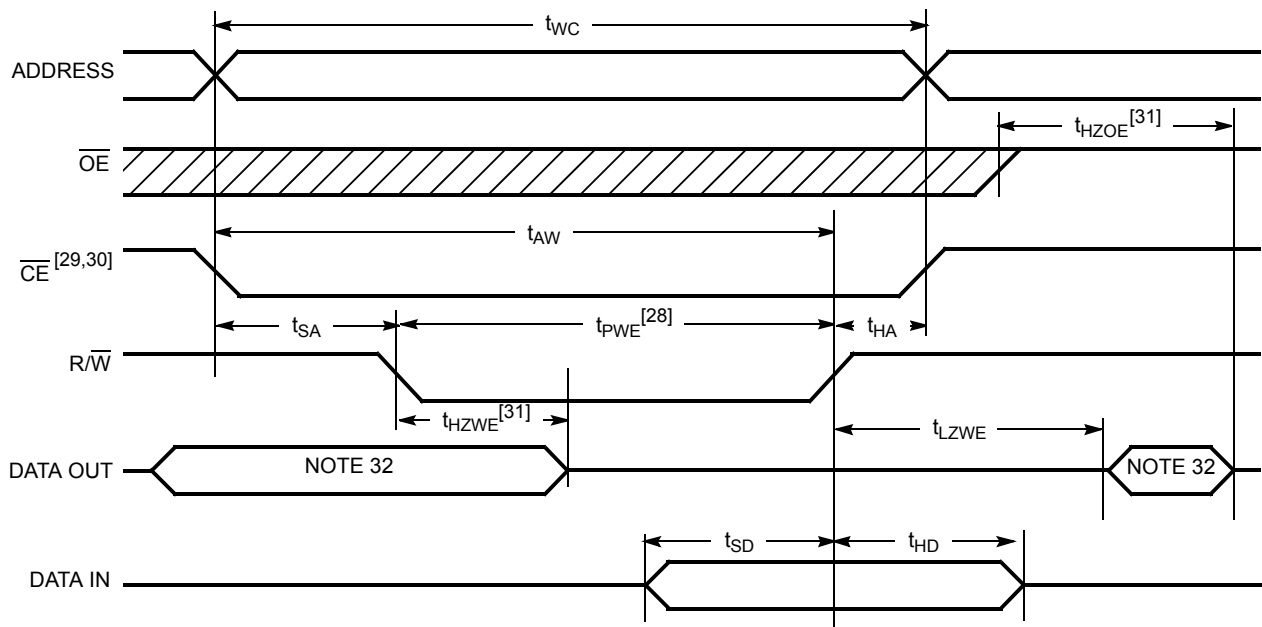 tWC
ADDRESS
tHZOE[31]
OE
tAW
CE [29,30]
tSA
tPWE[28]
tHA
R/W
tHZWE[31]
tLZWE
DATA OUT
NOTE 32
NOTE 32
tSD
tHD
DATA IN